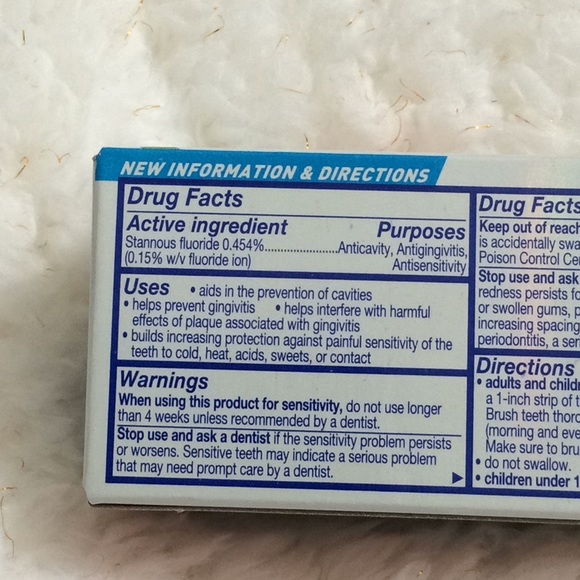 NEW INFORMATION & DIRECTIONS
Drug Facts
Active ingredient Purposes
Stannous fluoride 0.454%......................Anticavity, Antigingivitis,
(0.15% w/v fluoride ion) Antisensitivity
Uses • aids in the prevention of cavities
• helps prevent gingivitis • helps interfere with harmful
effects of plaque associated with gingivitis
• builds increasing protection against painful sensitivity of the
teeth to cold, heat, acids, sweets, or contact
Warnings
When using this product for sensitivity, do not use longer
than 4 weeks unless recommended by a dentist.
Stop use and ask a dentist if the sensitivity problem persists
or worsens. Sensitive teeth may indicate a serious problem
that may need prompt care by a dentist.
Drug Facts
Keep out of reach
is accidentally swa
Poison Control Ce
Stop use and ask
redness persists fo
or swollen gums, p
increasing spacing
periodontitis, a ser
Directions
• adults and childr
a 1-inch strip of t
Brush teeth thoro
(morning and eve
Make sure to bru
• do not swallow.
• children under 1